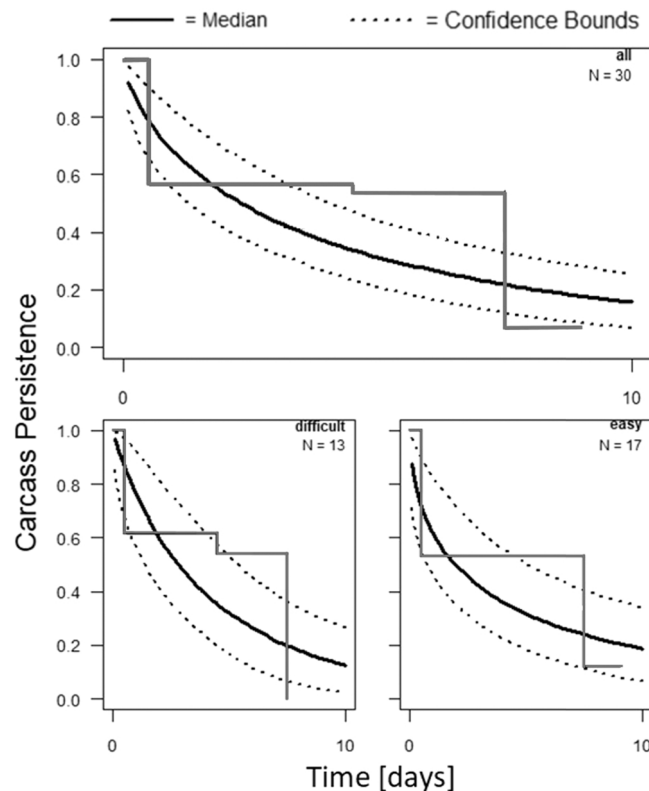 = Median = Confidence Bounds
all
N = 30
1.0
0.8
0.6
0.4
0.2
0.0
0 10
Carcass Persistence
difficult
N = 13
easy
N = 17
1.0
0.8
0.6
0.4
0.2
0.0
0 10 0 10
Time [days]